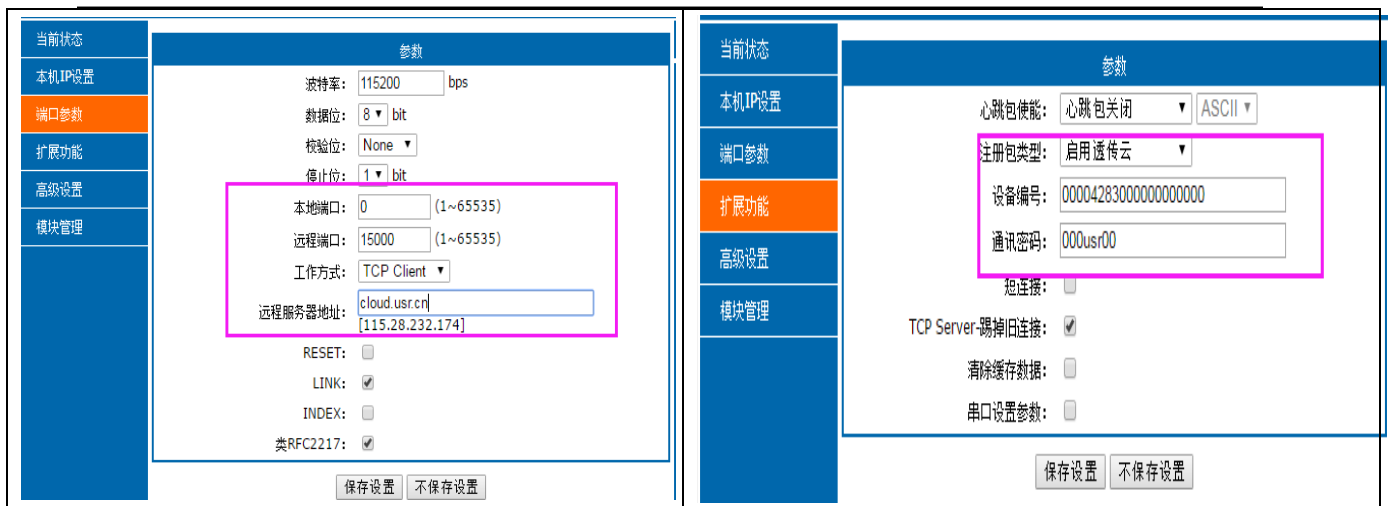 当前状态
本机IP设置
端口参数
扩展功能
高级设置
模块管理
参数
波特率: 115200 bps
数据位: 8 bit
校验位: None
停止位: 1 bit
本地端口: 0 (1~65535)
远程端口: 15000 (1~65535)
工作方式: TCP Client
远程服务器地址: cloud.usr.cn
[115.28.232.174]
RESET:
LINK:
INDEX:
类RFC2217:
保存设置 不保存设置
当前状态
本机IP设置
端口参数
扩展功能
高级设置
模块管理
参数
心跳包使能: 心跳包关闭 ASCII
注册包类型: 启用透传云
设备编号: 00004283000000000000
通讯密码: 000usr00
短连接:
TCP Server-踢掉旧连接:
清除缓存数据:
串口设置参数:
保存设置 不保存设置